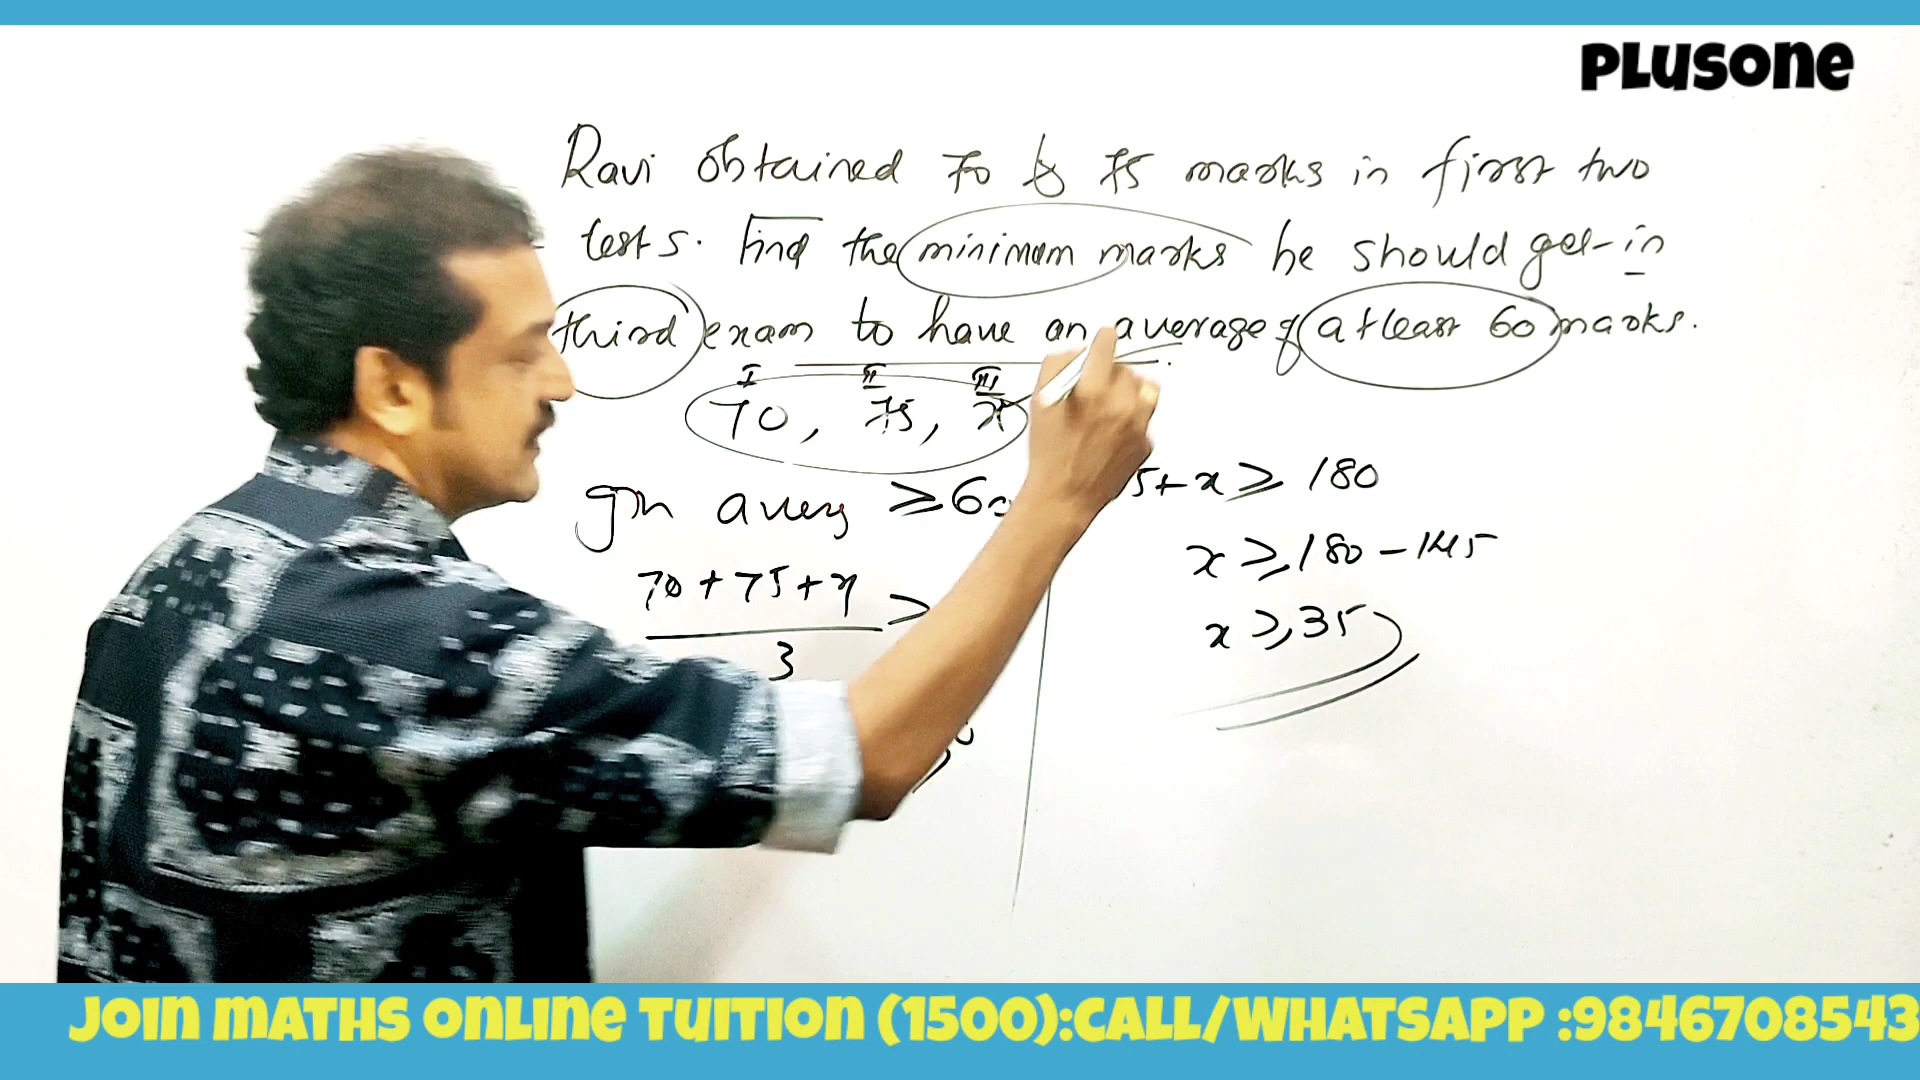 PLUSONE
Ravi obtained 70 & 75 marks in first two
tests. Find the minimum marks he should get in
third exam to have an average of atleast 60 marks.
I II III
70, 75, x
≥60
70+75+x
3
5+x ≥ 180
x ≥ 180 - 145
x ≥ 35
JOIN MATHS ONLINE TUITION (1500):CALL/WHATSAPP :9846708543